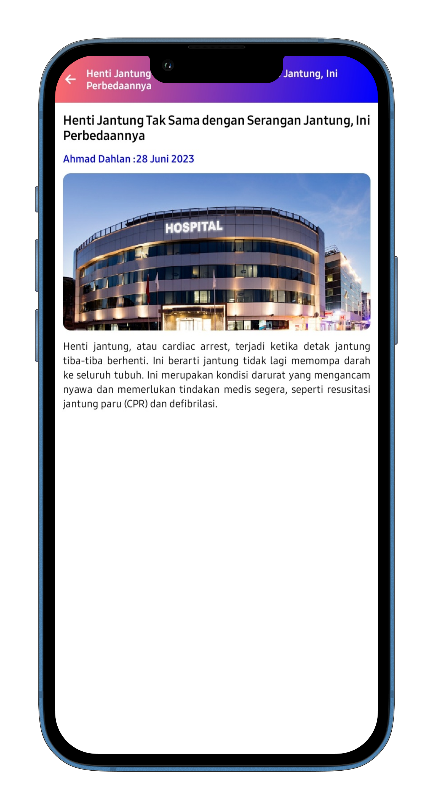 Henti Jantung Jantung, Ini
Perbedaannya
Henti Jantung Tak Sama dengan Serangan Jantung, Ini
Perbedaannya
Ahmad Dahlan :28 Juni 2023
HOSPITAL
Henti jantung, atau cardiac arrest, terjadi ketika detak jantung
tiba-tiba berhenti. Ini berarti jantung tidak lagi memompa darah
ke seluruh tubuh. Ini merupakan kondisi darurat yang mengancam
nyawa dan memerlukan tindakan medis segera, seperti resusitasi
jantung paru (CPR) dan defibrilasi.